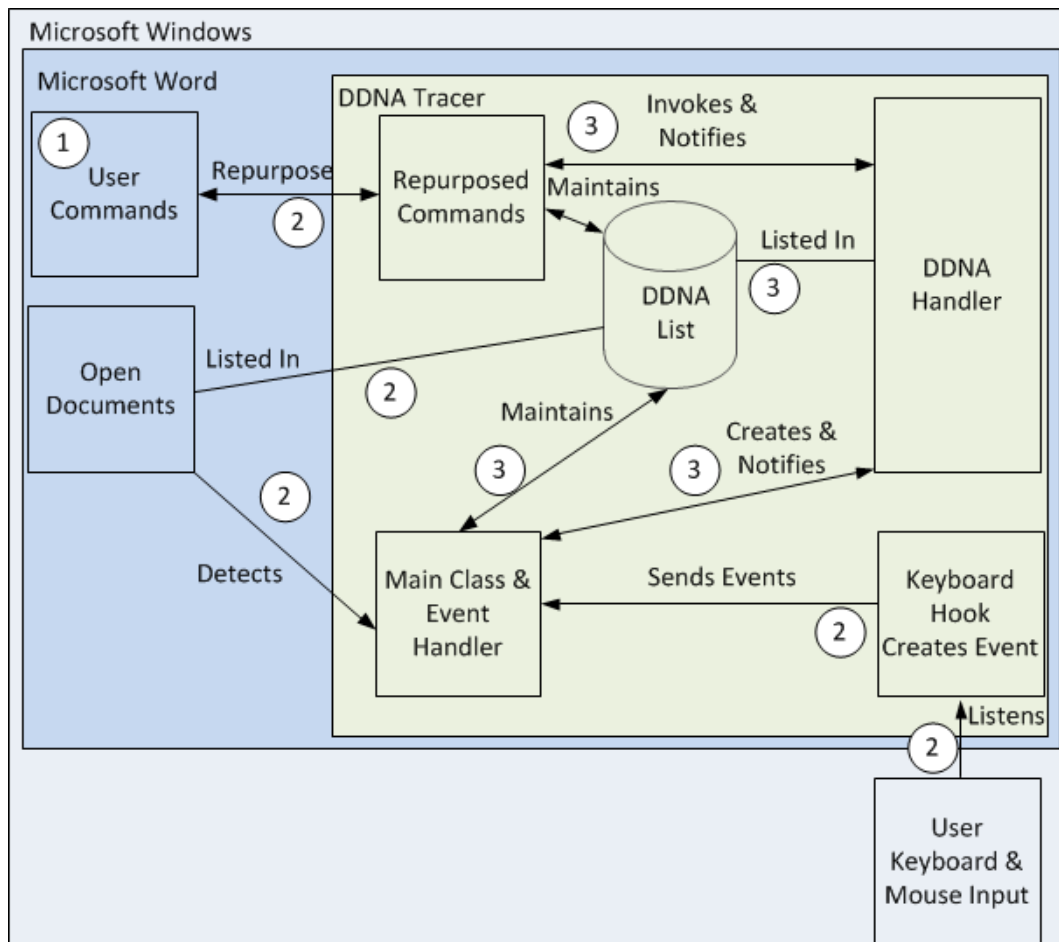 Microsoft Windows
Microsoft Word
DDNA Tracer
1
User
Commands
Repurpose
2
Repurposed
Commands
3
Invokes &
Notifies
Maintains
DDNA
List
Listed In
3
DDNA
Handler
Open
Documents
Listed In
2
Maintains
3
Creates &
Notifies
3
2
Detects
Main Class &
Event
Handler
Sends Events
2
Keyboard
Hook
Creates Event
Listens
2
User
Keyboard &
Mouse Input